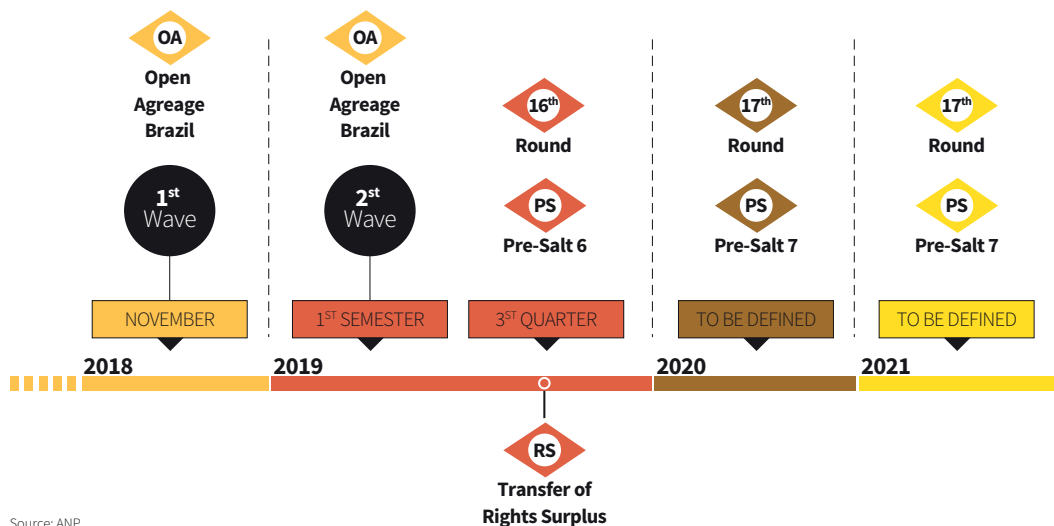 OA
Open
Agreage
Brazil
1st
Wave
NOVEMBER
2018
OA
Open
Agreage
Brazil
2st
Wave
1ST SEMESTER
2019
16th
Round
PS
Pre-Salt 6
3ST QUARTER
RS
Transfer of
Rights Surplus
17th
Round
PS
Pre-Salt 7
TO BE DEFINED
2020
17th
Round
PS
Pre-Salt 7
TO BE DEFINED
2021
Source: ANP